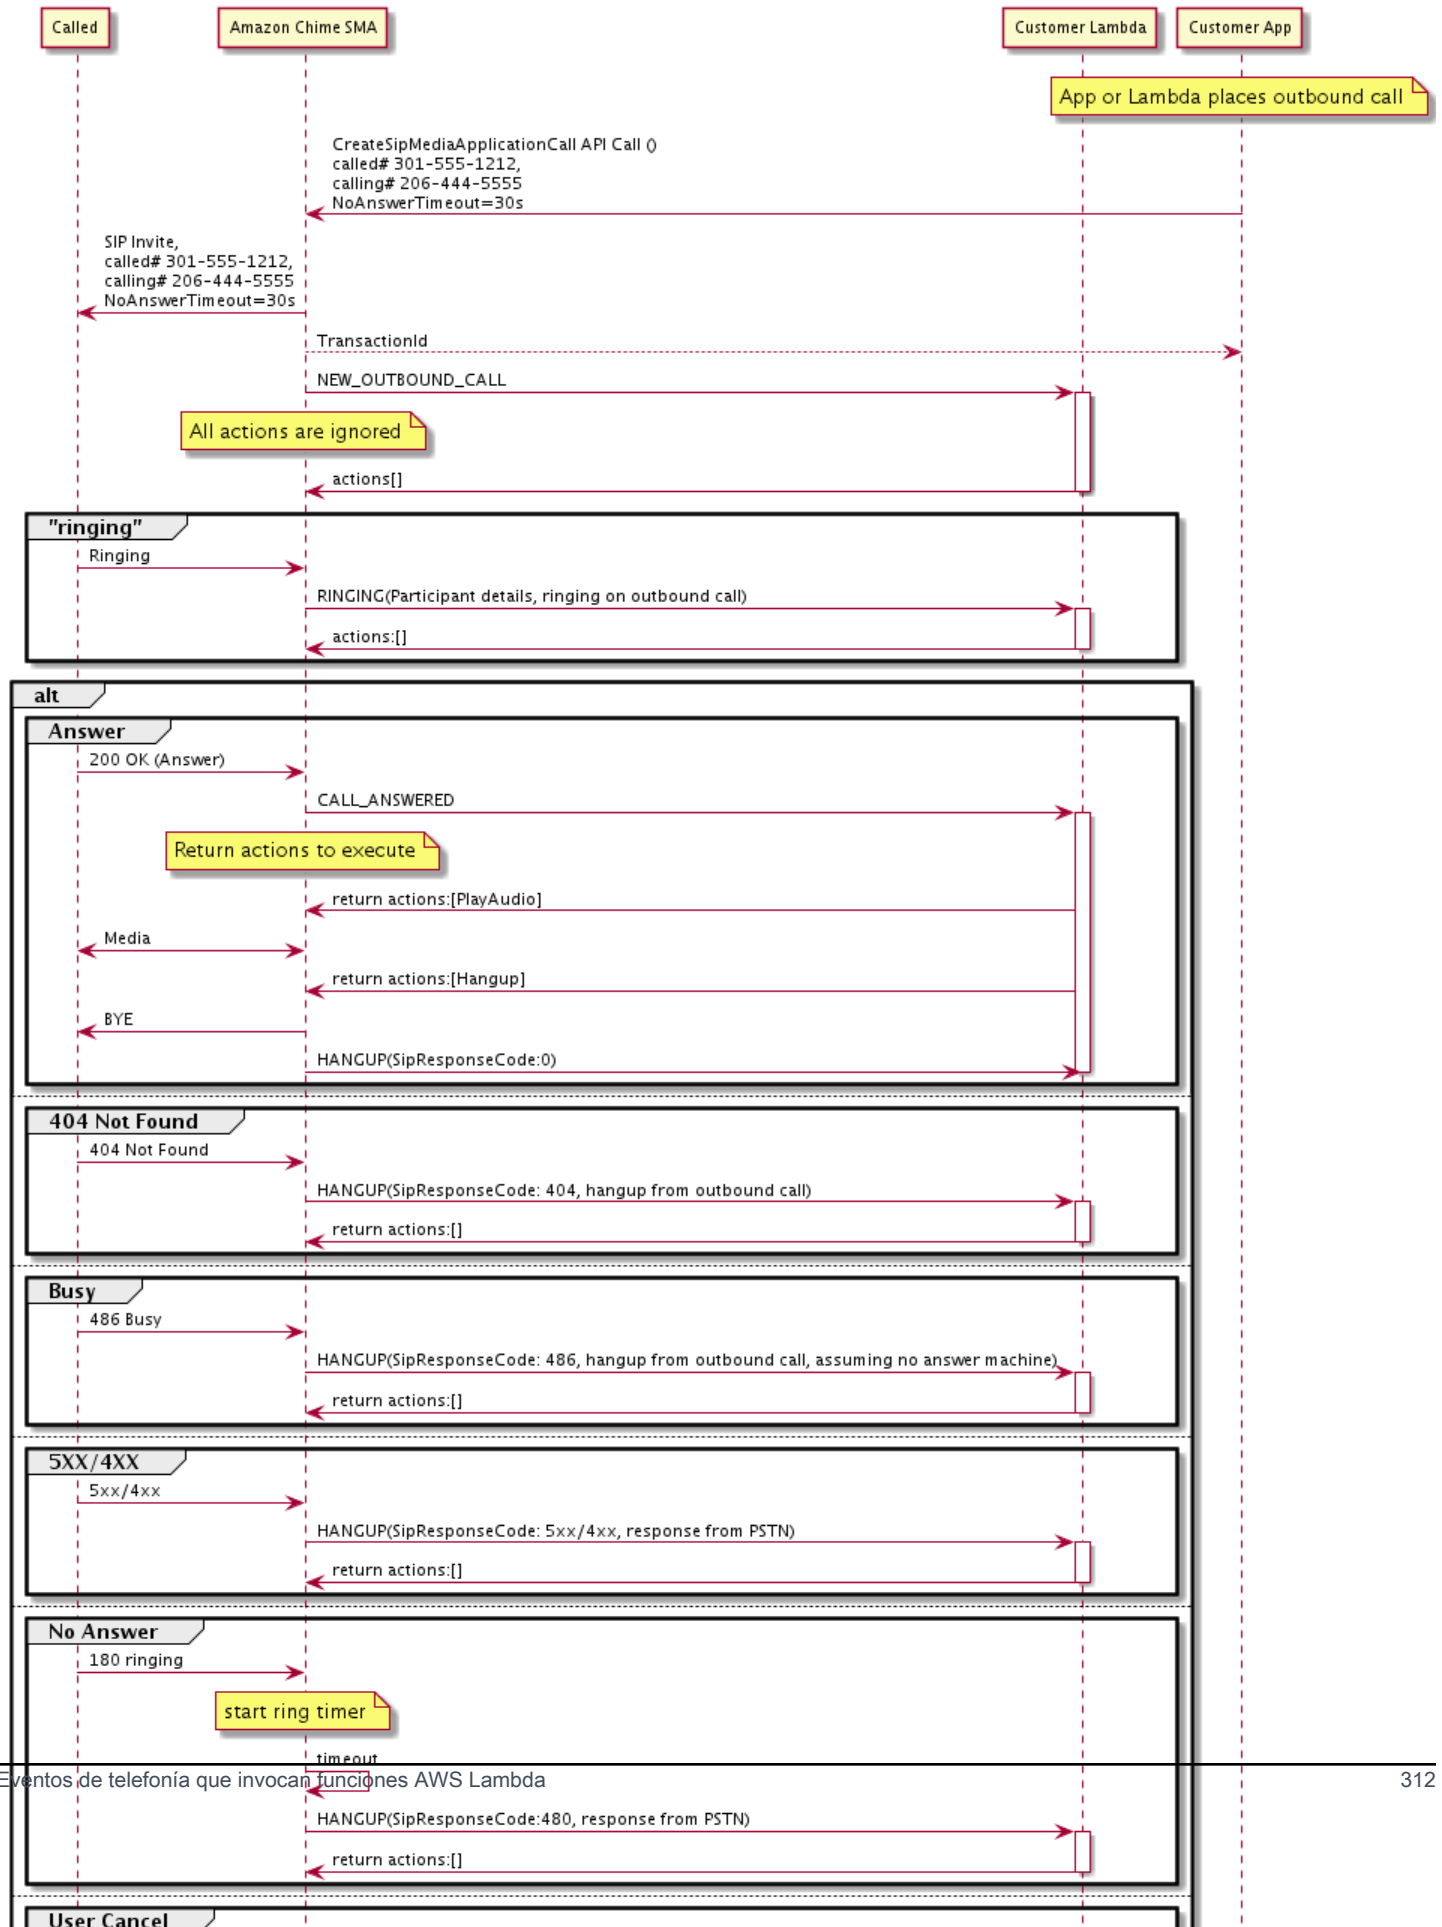 Called
Amazon Chime SMA
Customer Lambda
Customer App
App or Lambda places outbound call
CreateSipMediaApplicationCall API Call ()
called# 301-555-1212,
calling# 206-444-5555
NoAnswerTimeout=30s
SIP Invite,
called# 301-555-1212,
calling# 206-444-5555
NoAnswerTimeout=30s
TransactionId
NEW_OUTBOUND_CALL
All actions are ignored
actions[]
"ringing"
Ringing
RINGING(Participant details, ringing on outbound call)
actions:[]
alt
Answer
200 OK (Answer)
CALL_ANSWERED
Return actions to execute
return actions:[PlayAudio]
Media
return actions:[Hangup]
BYE
HANGUP(SipResponseCode:0)
404 Not Found
404 Not Found
HANGUP(SipResponseCode: 404, hangup from outbound call)
return actions:[]
Busy
486 Busy
HANGUP(SipResponseCode: 486, hangup from outbound call, assuming no answer machine)
return actions:[]
5XX/4XX
5xx/4xx
HANGUP(SipResponseCode: 5xx/4xx, response from PSTN)
return actions:[]
No Answer
180 ringing
start ring timer
timeout
Eventos de telefonía que invocan funciones AWS Lambda
312
HANGUP(SipResponseCode:480, response from PSTN)
return actions:[]
User Cancel